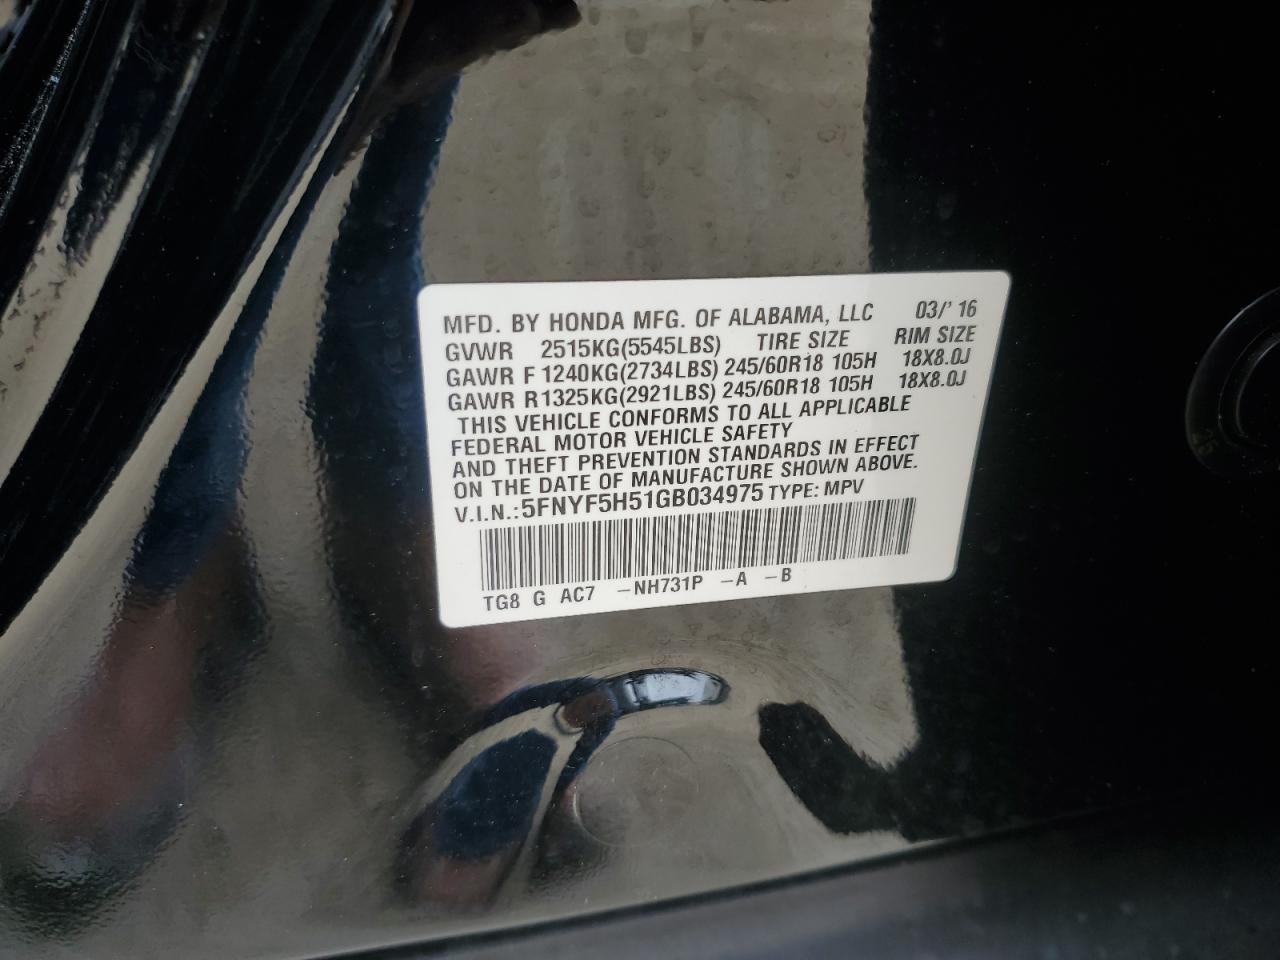 MFD. BY HONDA MFG. OF ALABAMA, LLC 03/' 16
GVWR 2515KG(5545LBS) TIRE SIZE RIM SIZE
GAWR F 1240KG(2734LBS) 245/60R18 105H 18X8.0J
GAWR R1325KG(2921LBS) 245/60R18 105H 18X8.0J
THIS VEHICLE CONFORMS TO ALL APPLICABLE
FEDERAL MOTOR VEHICLE SAFETY
AND THEFT PREVENTION STANDARDS IN EFFECT
ON THE DATE OF MANUFACTURE SHOWN ABOVE.
V.I.N.:5FNYF5H51GB034975 TYPE: MPV
TG8 G AC7 -NH731P -A -B